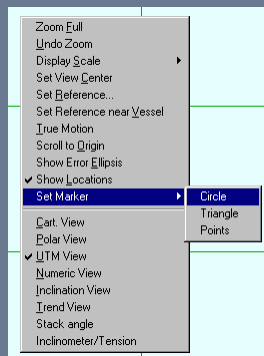 Zoom Full
Undo Zoom
Display Scale
Set View Center
Set Reference...
Set Reference near Vessel
True Motion
Scroll to Origin
Show Error Ellipsis
Show Locations
Set Marker
Circle
Triangle
Points
Cart. View
Polar View
UTM View
Numeric View
Inclination View
Trend View
Stack angle
Inclinometer/Tension